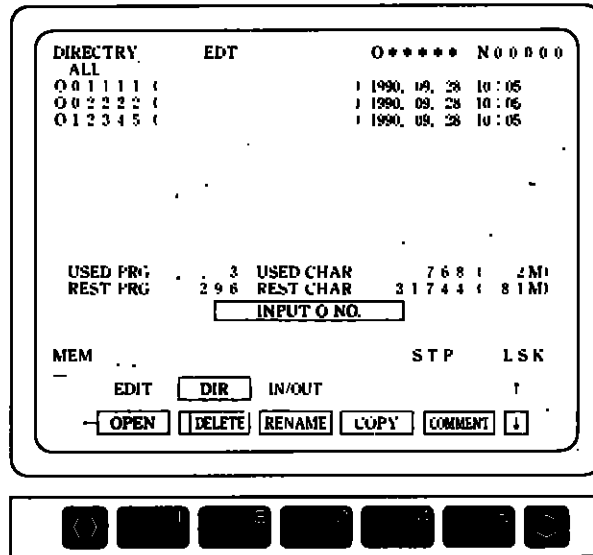 DIRECTRY EDT O***** N00000
ALL
O01111 ( ) 1990. 09. 28 10:05
O02222 ( ) 1990. 09. 28 10:05
O12345 ( ) 1990. 09. 28 10:05
USED PRG . . 3 USED CHAR 768 ( 2M)
REST PRG 296 REST CHAR 31744 ( 81M)
INPUT O NO.
MEM STP LSK
EDIT DIR IN/OUT ↑
OPEN DELETE RENAME COPY COMMENT ↓